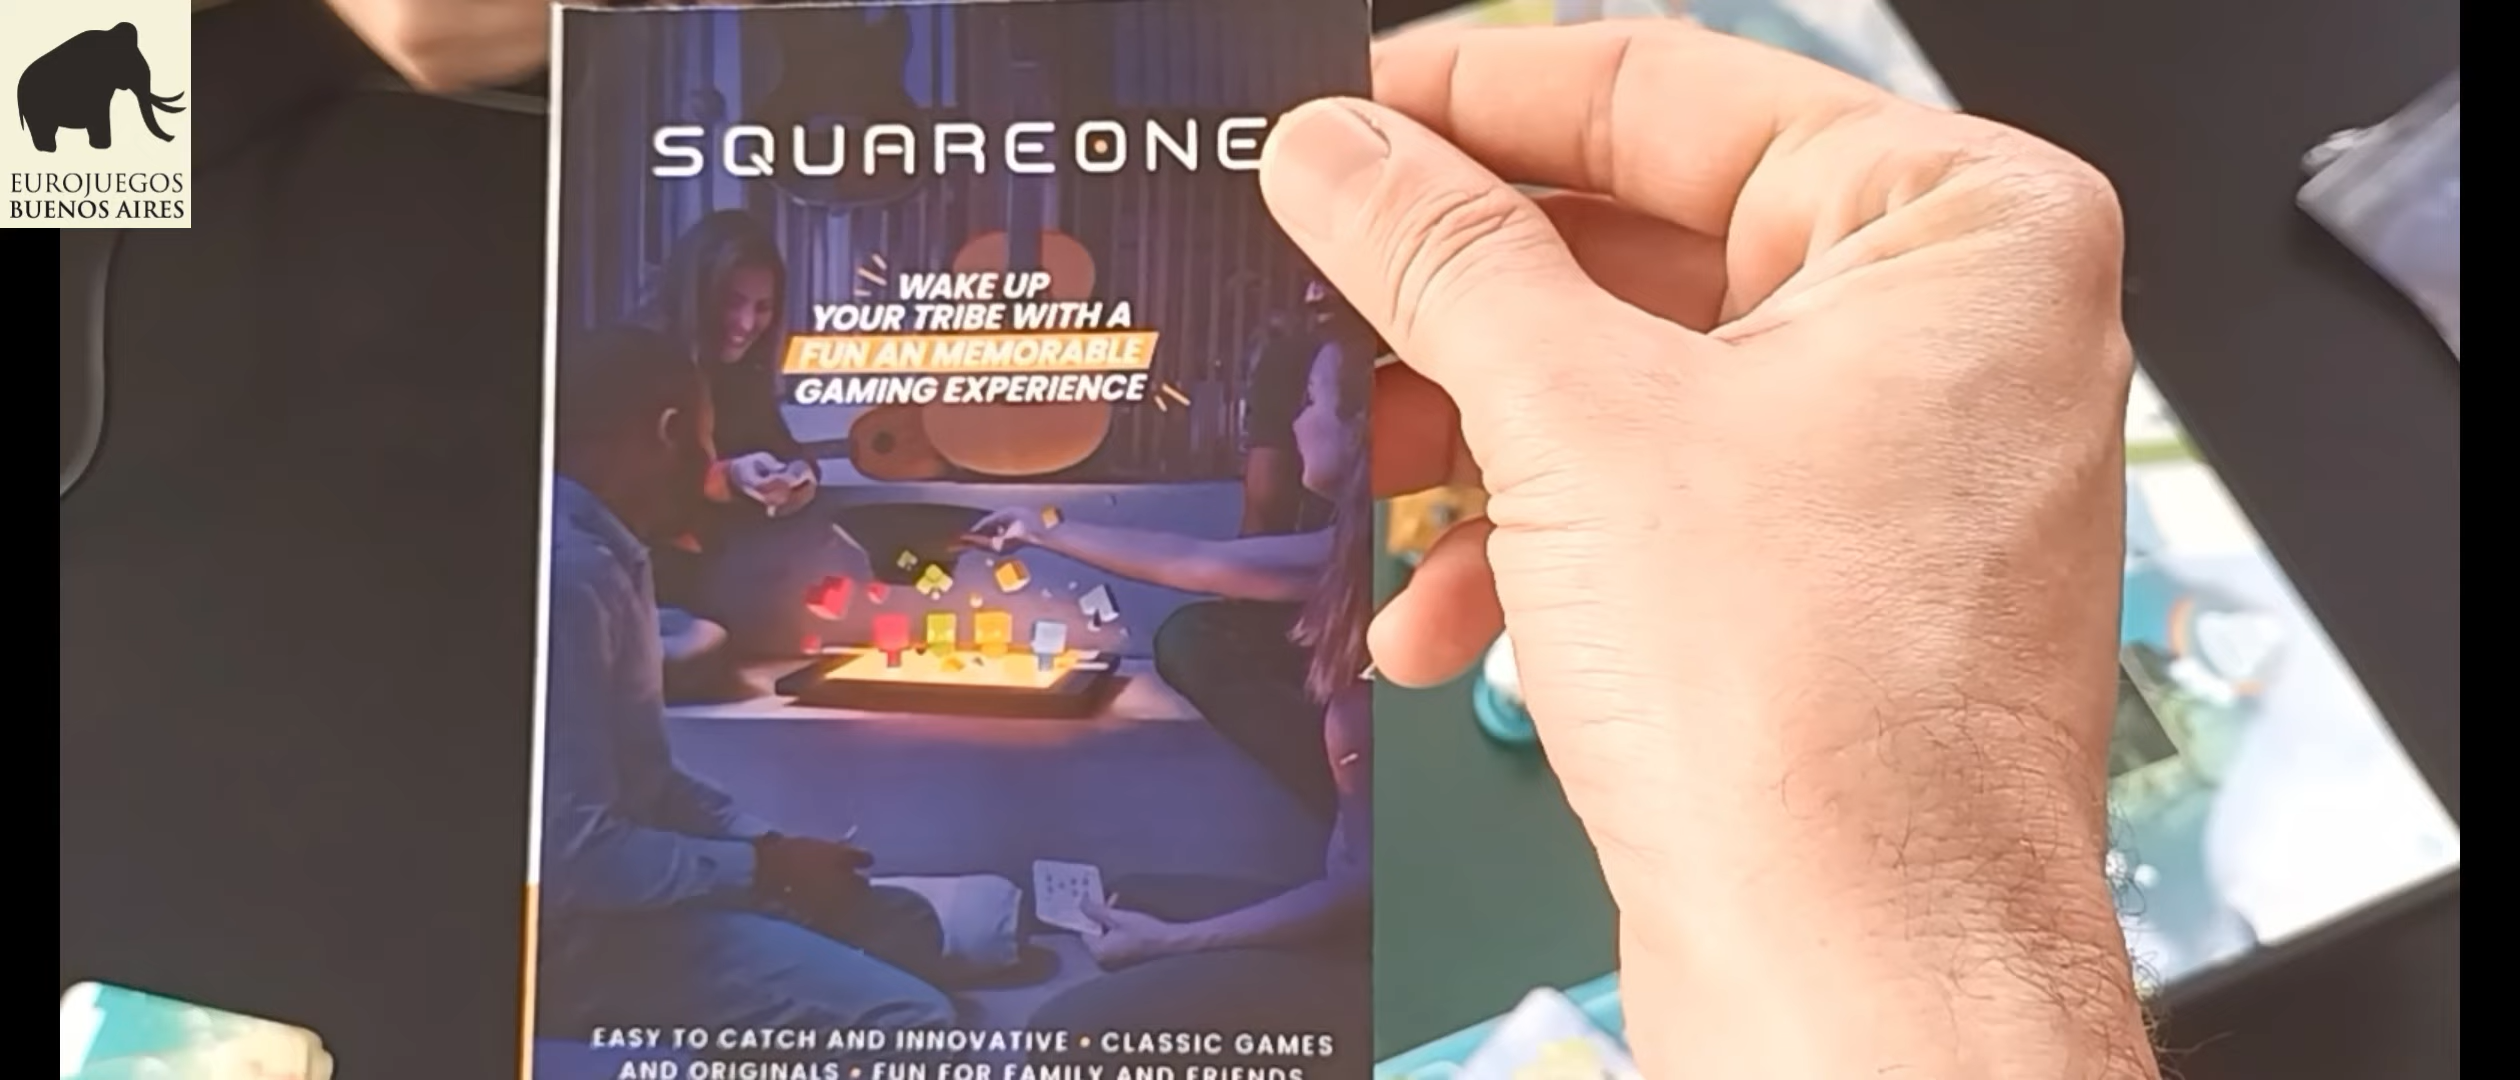 EUROJUEGOS
BUENOS AIRES
SQUAREONE
WAKE UP
YOUR TRIBE WITH A
FUN AN MEMORABLE
GAMING EXPERIENCE
EASY TO CATCH AND INNOVATIVE • CLASSIC GAMES
AND ORIGINALS • FUN FOR FAMILY AND FRIENDS